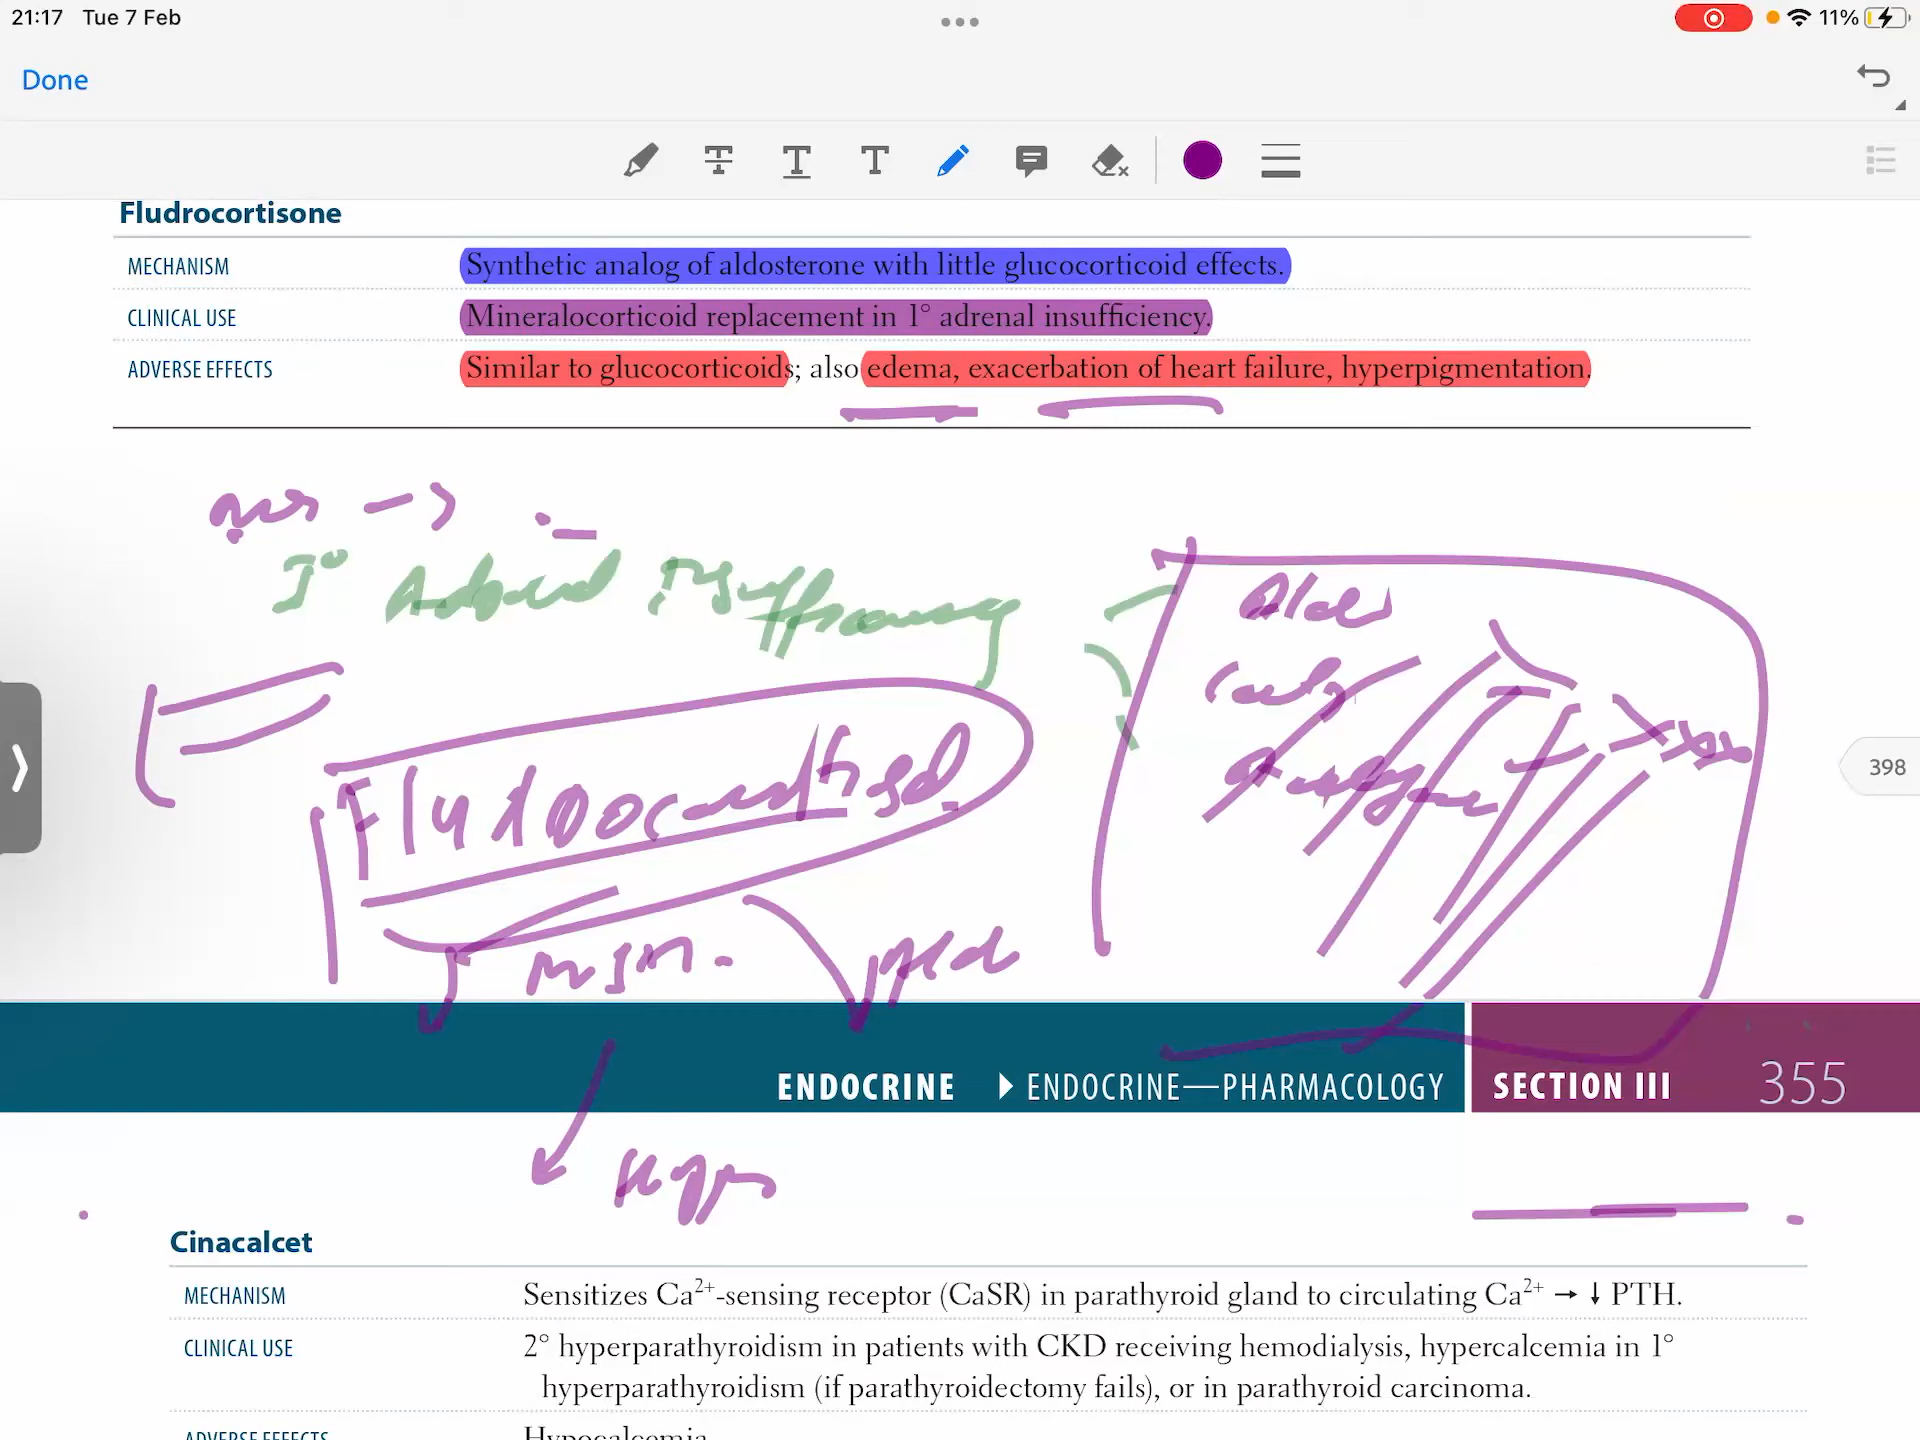 21:17 Tue 7 Feb
11%
Done
Fludrocortisone
MECHANISM Synthetic analog of aldosterone with little glucocorticoid effects.
CLINICAL USE Mineralocorticoid replacement in 1° adrenal insufficiency.
ADVERSE EFFECTS Similar to glucocorticoids; also edema, exacerbation of heart failure, hyperpigmentation.
1° Adrenal Insufficiency
Aldo
398
ENDOCRINE ▶ ENDOCRINE—PHARMACOLOGY SECTION III 355
Cinacalcet
MECHANISM Sensitizes Ca²⁺-sensing receptor (CaSR) in parathyroid gland to circulating Ca²⁺ → ↓ PTH.
CLINICAL USE 2° hyperparathyroidism in patients with CKD receiving hemodialysis, hypercalcemia in 1°
hyperparathyroidism (if parathyroidectomy fails), or in parathyroid carcinoma.
ADVERSE EFFECTS Hypocalcemia.